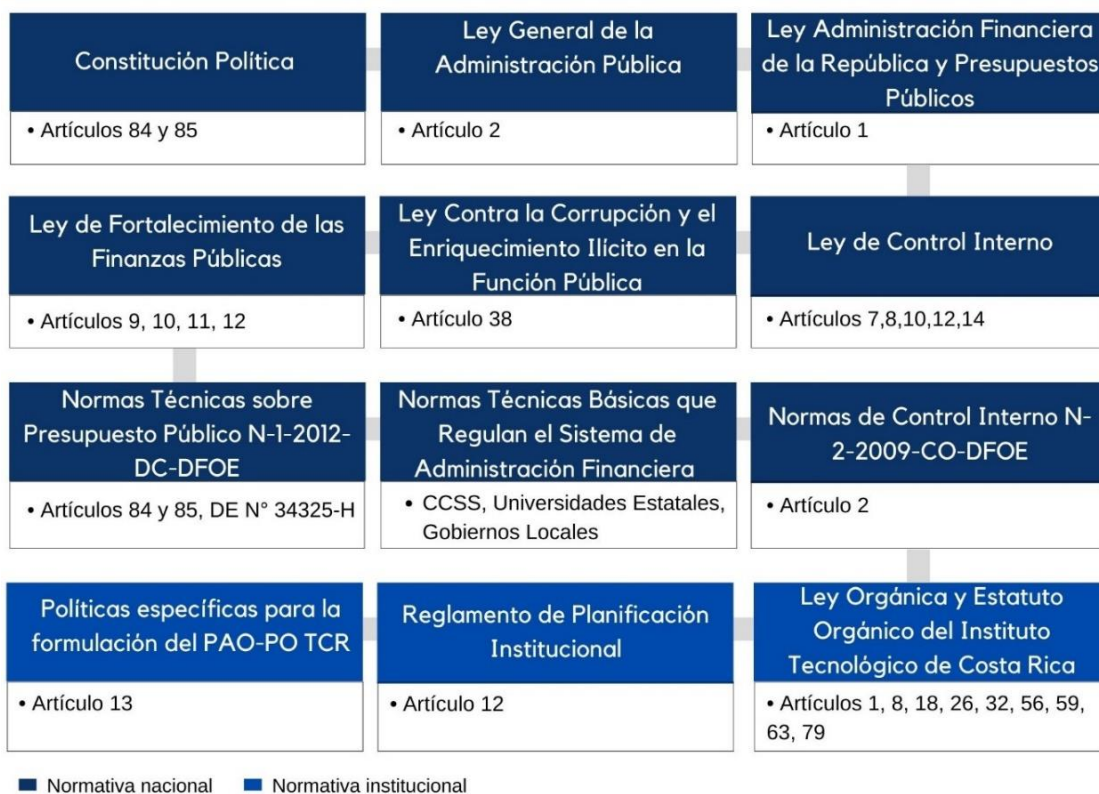 Constitución Política
• Artículos 84 y 85
Ley General de la
Administración Pública
• Artículo 2
Ley Administración Financiera
de la República y Presupuestos
Públicos
• Artículo 1
Ley de Fortalecimiento de las
Finanzas Públicas
• Artículos 9, 10, 11, 12
Ley Contra la Corrupción y el
Enriquecimiento Ilícito en la
Función Pública
• Artículo 38
Ley de Control Interno
• Artículos 7,8,10,12,14
Normas Técnicas sobre
Presupuesto Público N-1-2012-
DC-DFOE
• Artículos 84 y 85, DE N° 34325-H
Normas Técnicas Básicas que
Regulan el Sistema de
Administración Financiera
• CCSS, Universidades Estatales,
Gobiernos Locales
Normas de Control Interno N-
2-2009-CO-DFOE
• Artículo 2
Políticas específicas para la
formulación del PAO-PO TCR
• Artículo 13
Reglamento de Planificación
Institucional
• Artículo 12
Ley Orgánica y Estatuto
Orgánico del Instituto
Tecnológico de Costa Rica
• Artículos 1, 8, 18, 26, 32, 56, 59,
63, 79
Normativa nacional
Normativa institucional